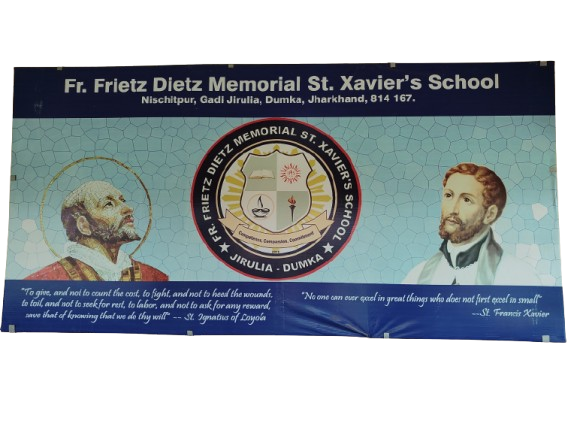 Fr. Frietz Dietz Memorial St. Xavier's School
Nischitpur, Gadi Jirulia, Dumka, Jharkhand, 814 167.
FR. FRIETZ DIETZ MEMORIAL ST. XAVIER'S SCHOOL
Competence, Conscience, Commitment
JIRULIA - DUMKA
"To give, and not to count the cost, to fight, and not to heed the wounds,
to toil, and not to seek for rest, to labor, and not to ask for any reward,
save that of knowing that we do thy will" -- St. Ignatius of Loyola
"No one can ever excel in great things who does not first excel in small"
---St. Francis Xavier